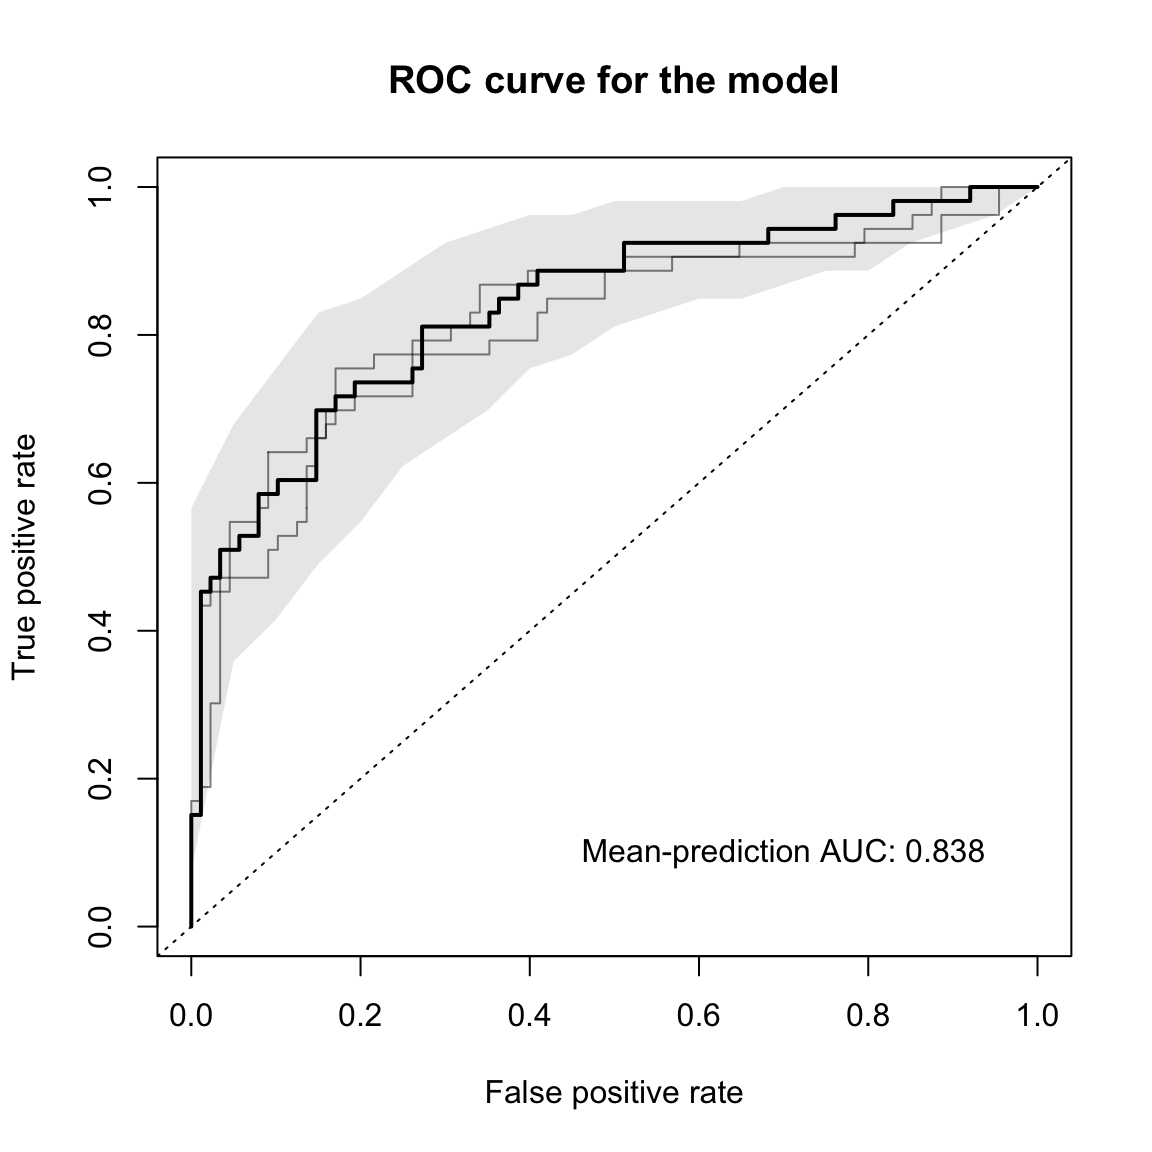 ROC curve for the model
True positive rate
1.0
0.8
0.6
0.4
0.2
0.0
Mean-prediction AUC: 0.838
0.0 0.2 0.4 0.6 0.8 1.0
False positive rate